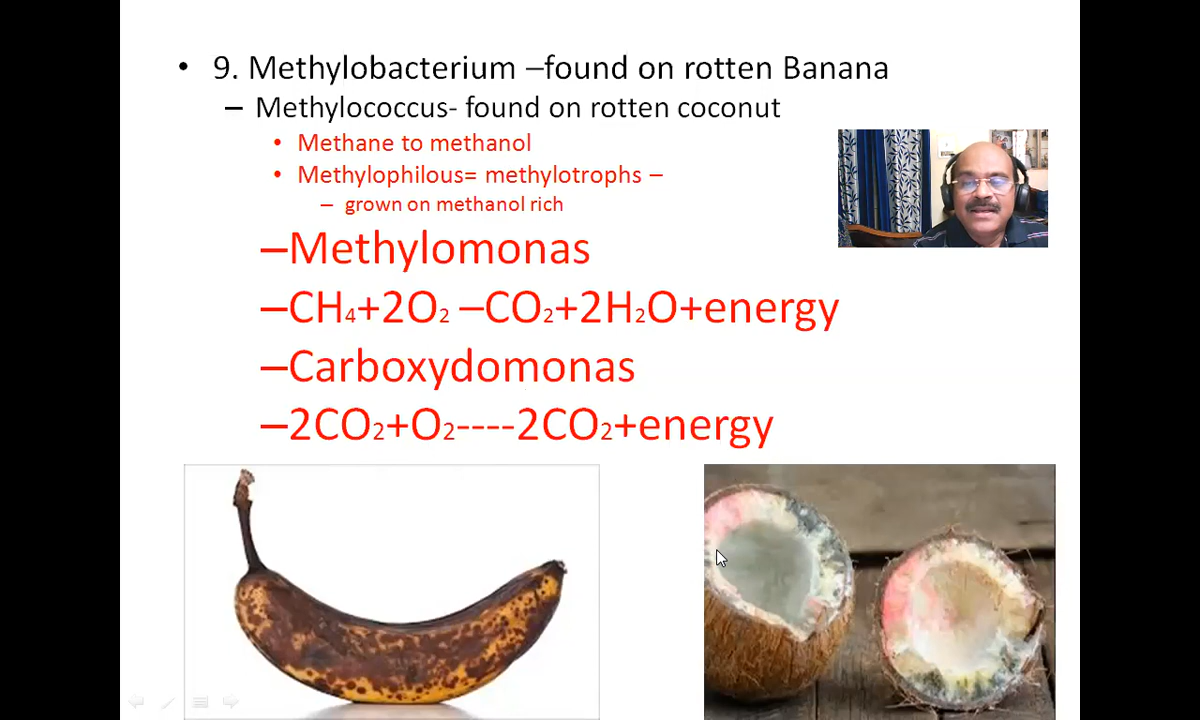 • 9. Methylobacterium –found on rotten Banana
– Methylococcus- found on rotten coconut
• Methane to methanol
• Methylophilous= methylotrophs –
– grown on methanol rich
–Methylomonas
–CH₄+2O₂ –CO₂+2H₂O+energy
–Carboxydomonas
–2CO₂+O₂----2CO₂+energy